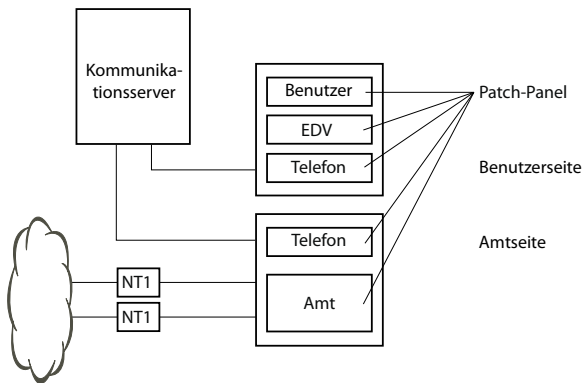 Kommunika-
tionsserver
Benutzer
EDV
Telefon
Patch-Panel
Benutzerseite
Telefon
Amt
Amtseite
NT1
NT1